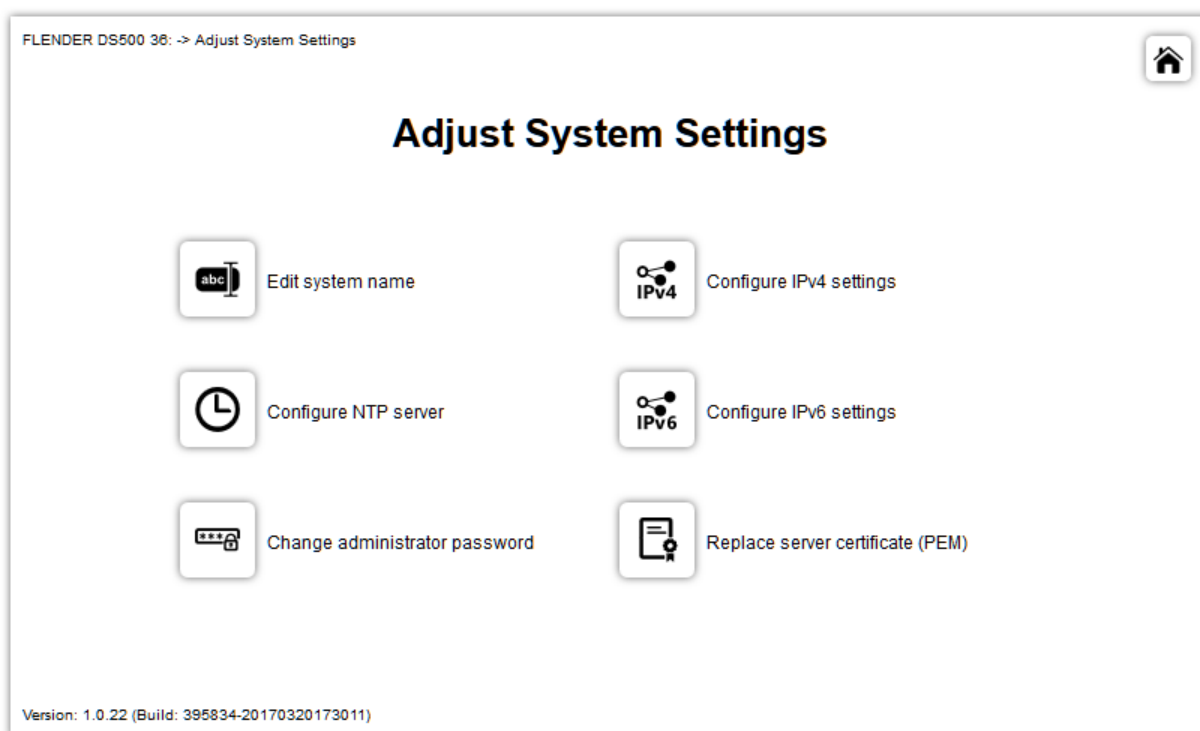 FLENDER DS500 36: -> Adjust System Settings
Adjust System Settings
abc
Edit system name
IPv4
Configure IPv4 settings
Configure NTP server
IPv6
Configure IPv6 settings
***
Change administrator password
Replace server certificate (PEM)
Version: 1.0.22 (Build: 395834-20170320173011)